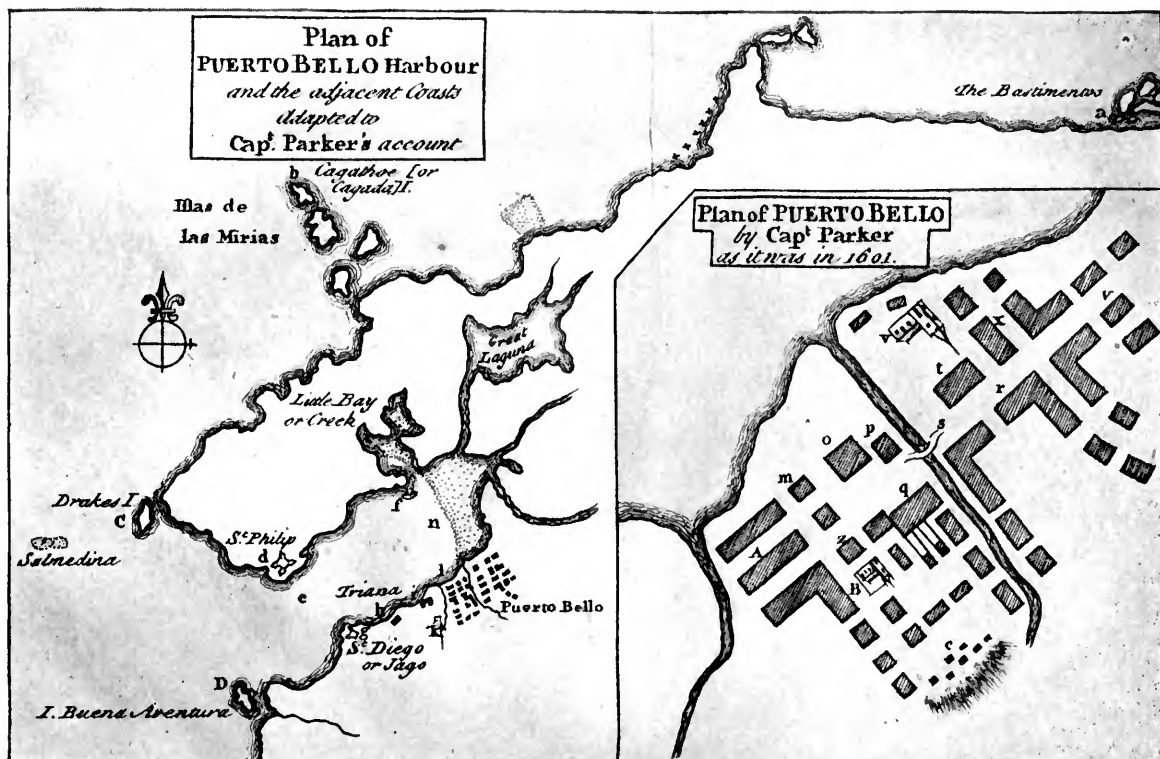 Plan of
PUERTO BELLO Harbour
and the adjacent Coasts
adapted to
Capt. Parker's account
b
Cagathoe [or
Cagada] I.
Ilas de
las Mirias
The Bastimentos
a
Great
Laguna
Little Bay
or Creek
Drakes I.
C
Salmedina
St. Philip
d
e
f
n
Triana
h
i
g
k
Puerto Bello
St. Diego
or Jago
D
I. Buena Aventura
Plan of PUERTO BELLO
by Capt. Parker
as it was in 1601.
v
x
t
r
s
p
o
m
q
z
A
B
c